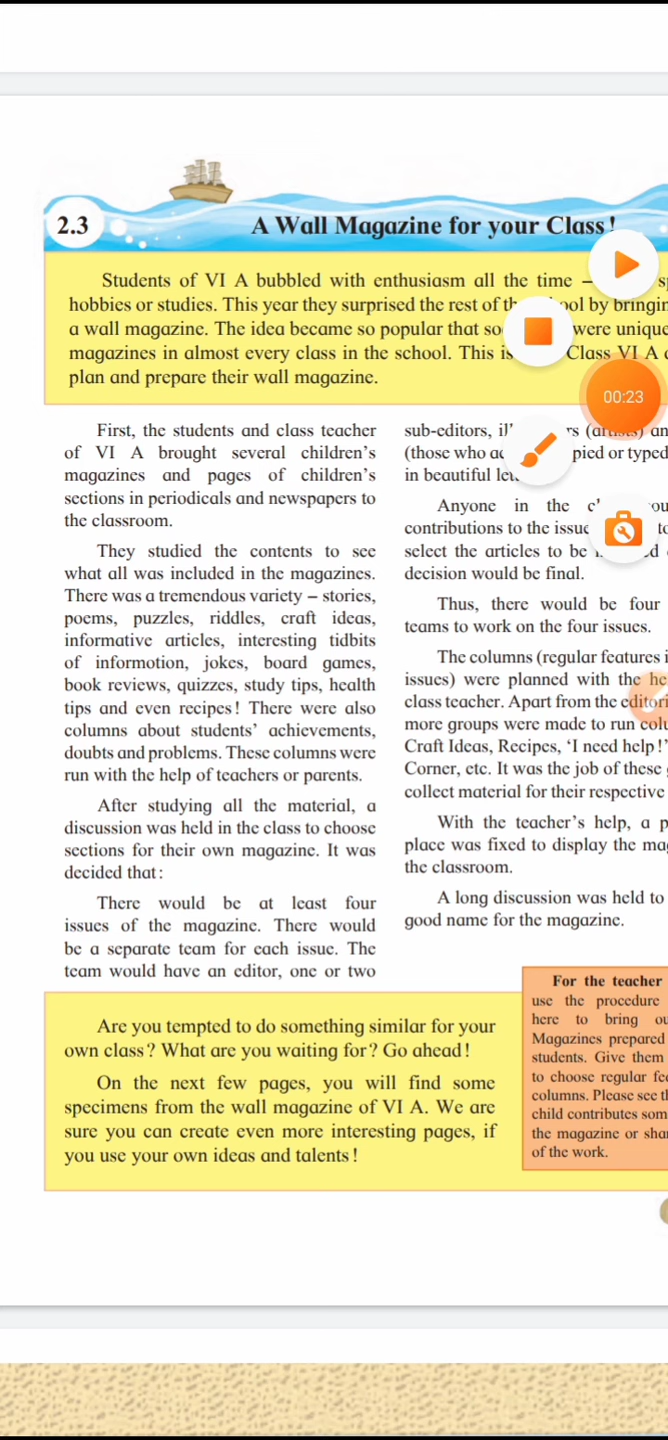 2.3
A Wall Magazine for your Class!
Students of VI A bubbled with enthusiasm all the time –
hobbies or studies. This year they surprised the rest of
a wall magazine. The idea became so popular that
were
magazines in almost every class in the school. This is
Class VI A
plan and prepare their wall magazine.
00:23
First, the students and class teacher
of VI A brought several children's
magazines and pages of children's
sections in periodicals and newspapers to
the classroom.
They studied the contents to see
what all was included in the magazines.
There was a tremendous variety – stories,
poems, puzzles, riddles, craft ideas,
informative articles, interesting tidbits
of informotion, jokes, board games,
book reviews, quizzes, study tips, health
tips and even recipes! There were also
columns about students' achievements,
doubts and problems. These columns were
run with the help of teachers or parents.
After studying all the material, a
discussion was held in the class to choose
sections for their own magazine. It was
decided that:
There would be at least four
issues of the magazine. There would
be a separate team for each issue. The
team would have an editor, one or two
sub-editors,
(those who
or typed
in beautiful
Anyone in the
contributions to the
select the articles to be
decision would be final.
Thus, there would be four
teams to work on the four issues.
The columns (regular features
issues) were planned with the
class teacher. Apart from the
more groups were made to run
Craft Ideas, Recipes, 'I need help!'
Corner, etc. It was the job of these
collect material for their respective
With the teacher's help, a
place was fixed to display the
the classroom.
A long discussion was held to
good name for the magazine.
Are you tempted to do something similar for your
own class? What are you waiting for? Go ahead!
On the next few pages, you will find some
specimens from the wall magazine of VI A. We are
sure you can create even more interesting pages, if
you use your own ideas and talents!
For the teacher
use the procedure
here to bring
Magazines prepared
students. Give them
to choose regular
columns. Please see
child contributes
the magazine or
of the work.